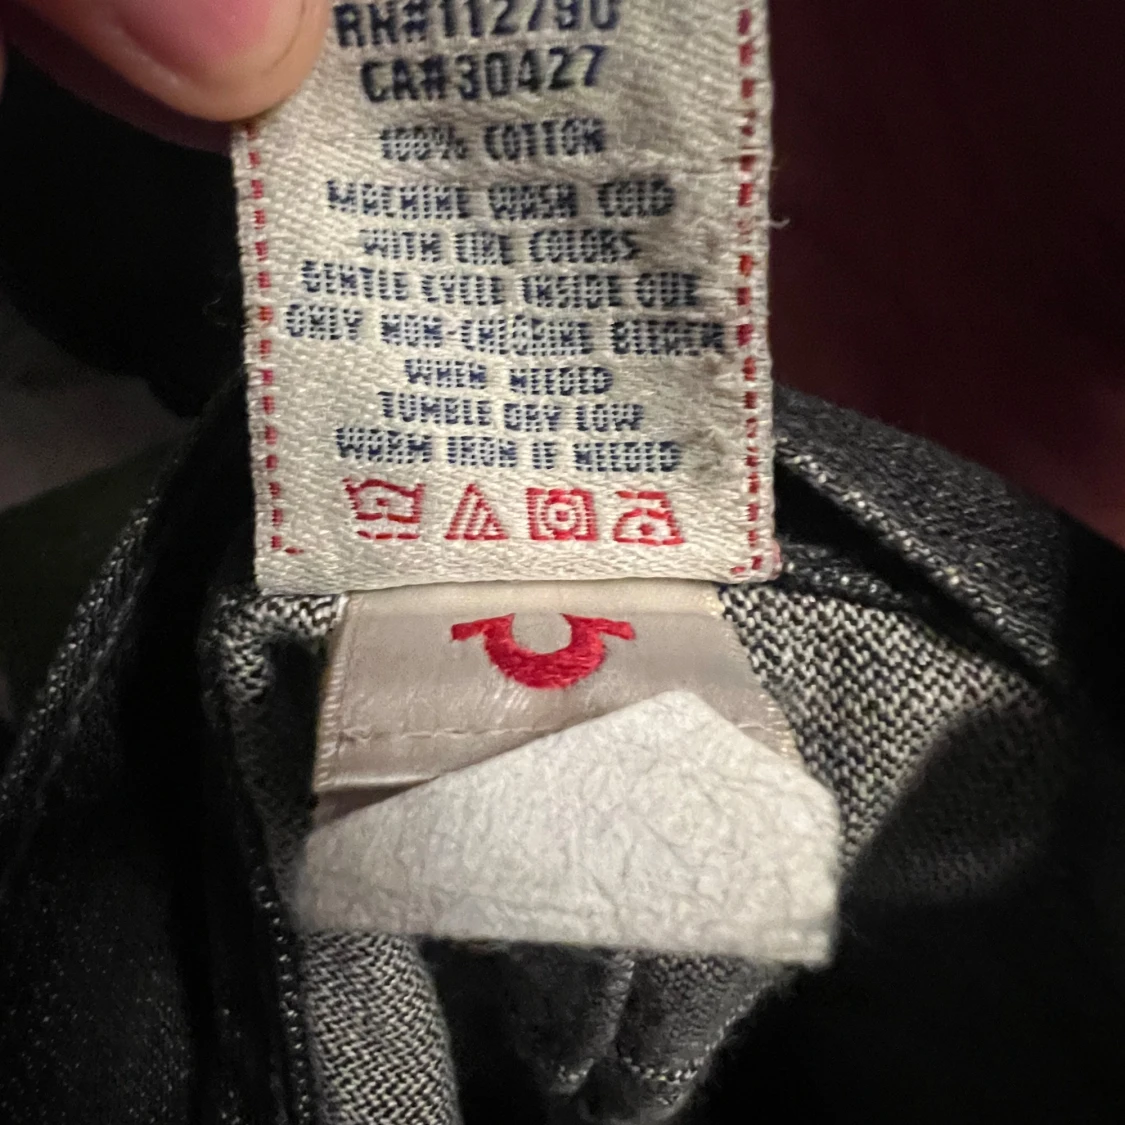 RN#112790
CA#30427
100% COTTON
MACHINE WASH COLD
WITH LIKE COLORS
GENTLE CYCLE INSIDE OUT
ONLY NON-CHLORINE BLEACH
WHEN NEEDED
TUMBLE DRY LOW
WARM IRON IF NEEDED